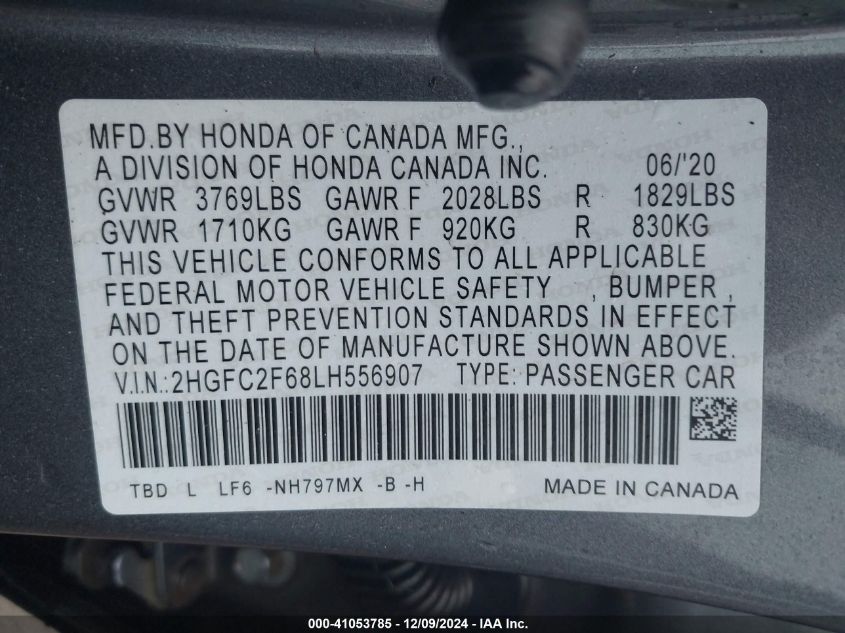 MFD.BY HONDA OF CANADA MFG.,
A DIVISION OF HONDA CANADA INC. 06/'20
GVWR 3769LBS GAWR F 2028LBS R 1829LBS
GVWR 1710KG GAWR F 920KG R 830KG
THIS VEHICLE CONFORMS TO ALL APPLICABLE
FEDERAL MOTOR VEHICLE SAFETY , BUMPER ,
AND THEFT PREVENTION STANDARDS IN EFFECT
ON THE DATE OF MANUFACTURE SHOWN ABOVE.
V.I.N.:2HGFC2F68LH556907 TYPE: PASSENGER CAR
TBD L LF6 -NH797MX -B -H MADE IN CANADA
000-41053785 - 12/09/2024 - IAA Inc.